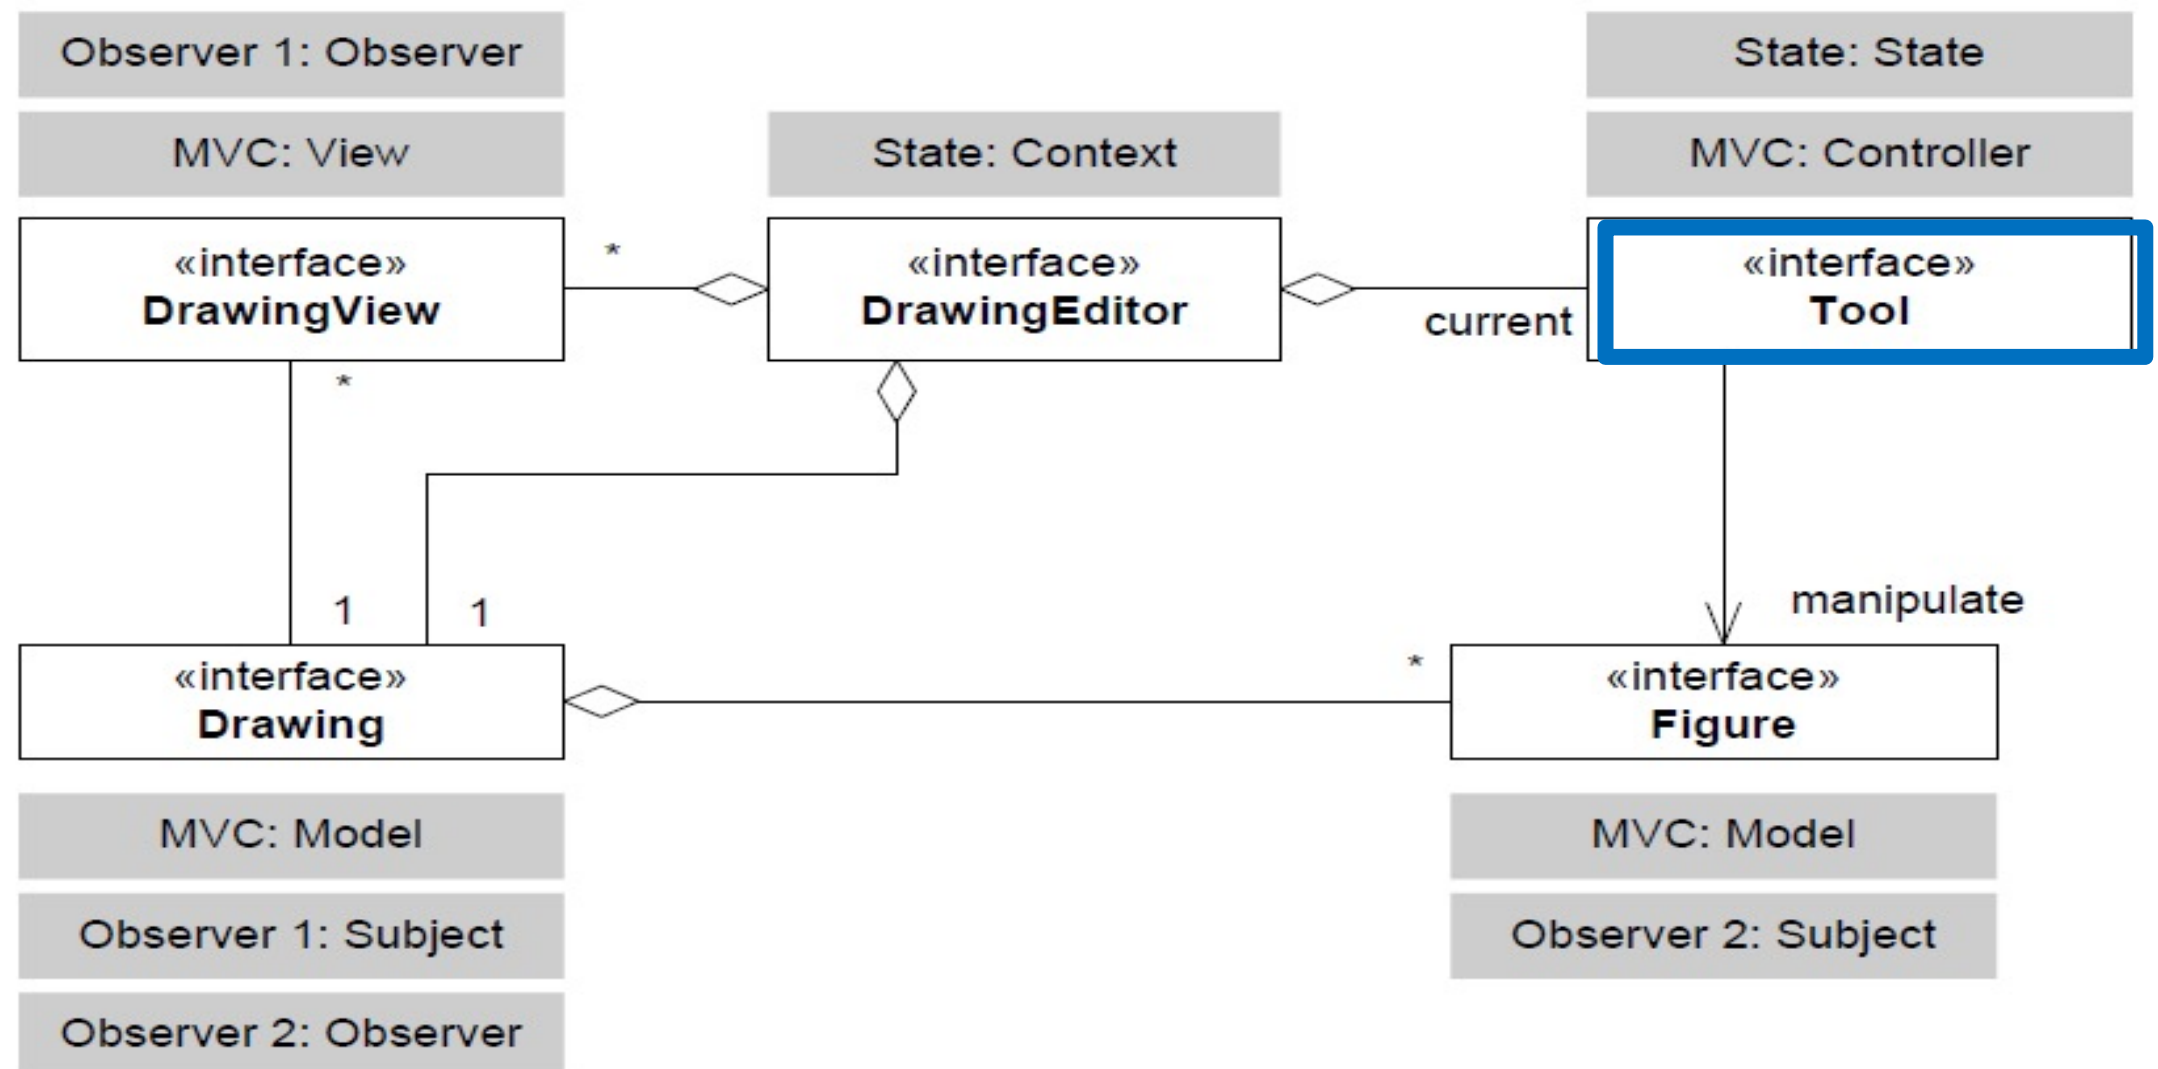 Observer 1: Observer
State: State
MVC: View
State: Context
MVC: Controller
«interface»
DrawingView
*
«interface»
DrawingEditor
current
«interface»
Tool
*
1
1
manipulate
«interface»
Drawing
*
«interface»
Figure
MVC: Model
MVC: Model
Observer 1: Subject
Observer 2: Subject
Observer 2: Observer